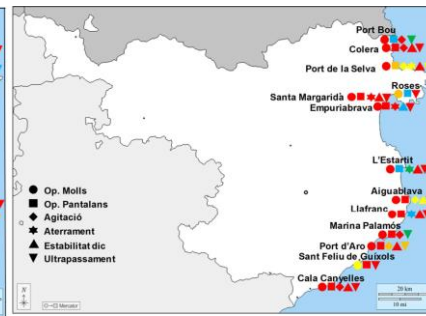 Port Bou
Colera
Port de la Selva
Roses
Santa Margarida
Empuriabrava
L'Estartit
Aiguablava
Llafranc
Marina Palamós
Port d'Aro
Sant Feliu de Guíxols
Cala Canyelles
Op. Molls
Op. Pantalans
Agitació
Aterrament
Estabilitat dic
Ultrapassament
N
Mercator
20 km
10 mi